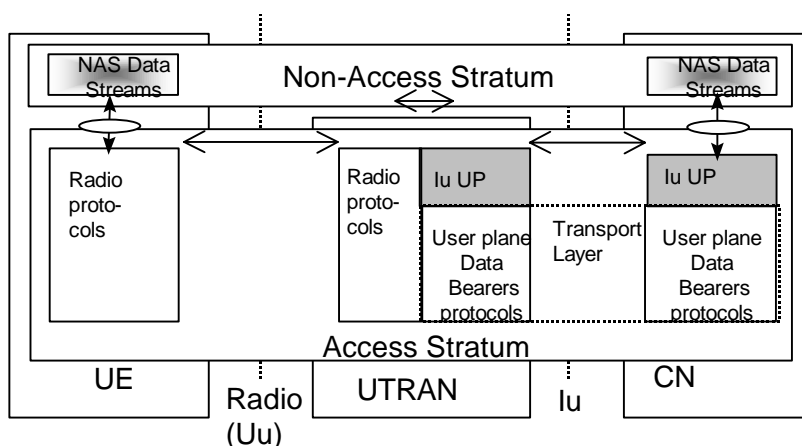 NAS Data
Streams
Non-Access Stratum
NAS Data
Streams
Radio
proto-
cols
Radio
proto-
cols
Iu UP
User plane
Data
Bearers
protocols
Transport
Layer
Iu UP
User plane
Data
Bearers
protocols
Access Stratum
UE
Radio
(Uu)
UTRAN
Iu
CN